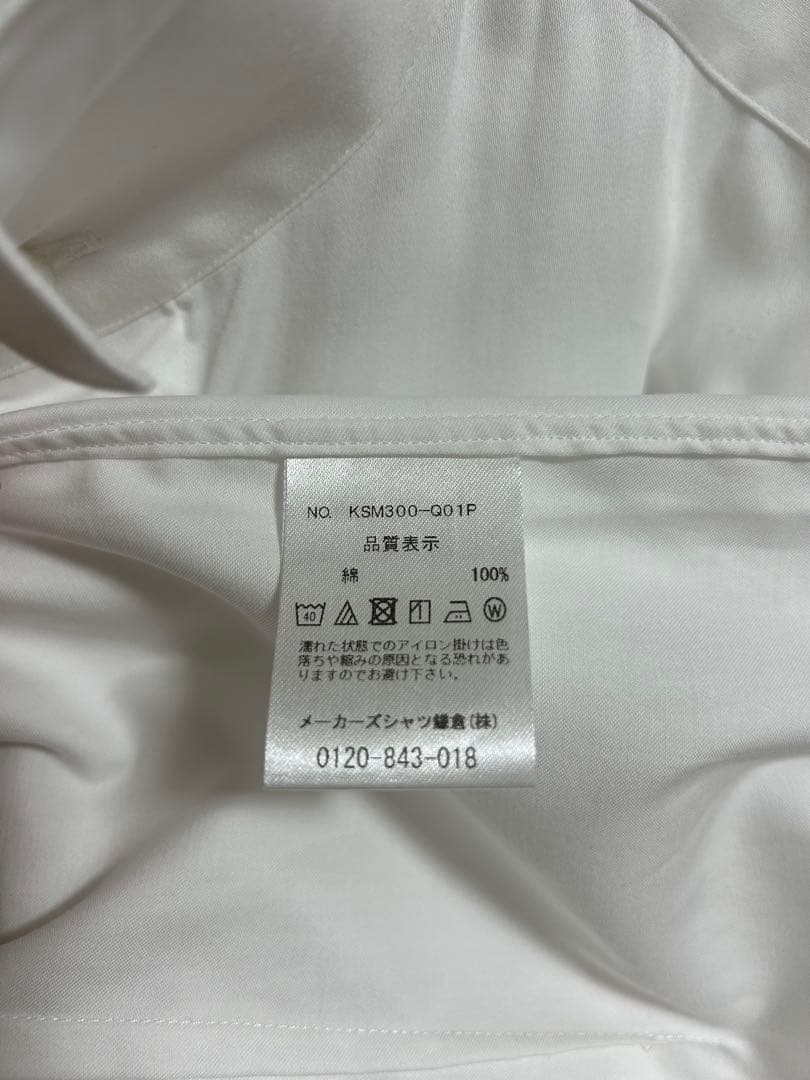 NO. KSM300-Q01P
品質表示
綿 100%
40 W
濡れた状態でのアイロン掛けは色
落ちや縮みの原因となる恐れがあ
りますのでお避け下さい。
メーカーズシャツ鎌倉(株)
0120-843-018